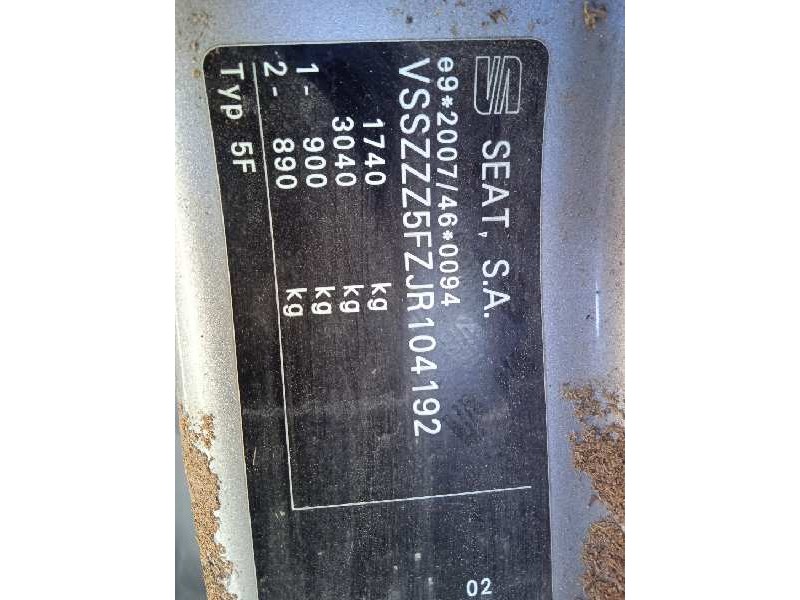 SEAT, S.A.
e9*2007/46*0094
VSSZZZ5FZJR104192
1740 kg
3040 kg
1- 900 kg
2- 890 kg
Typ 5F
02